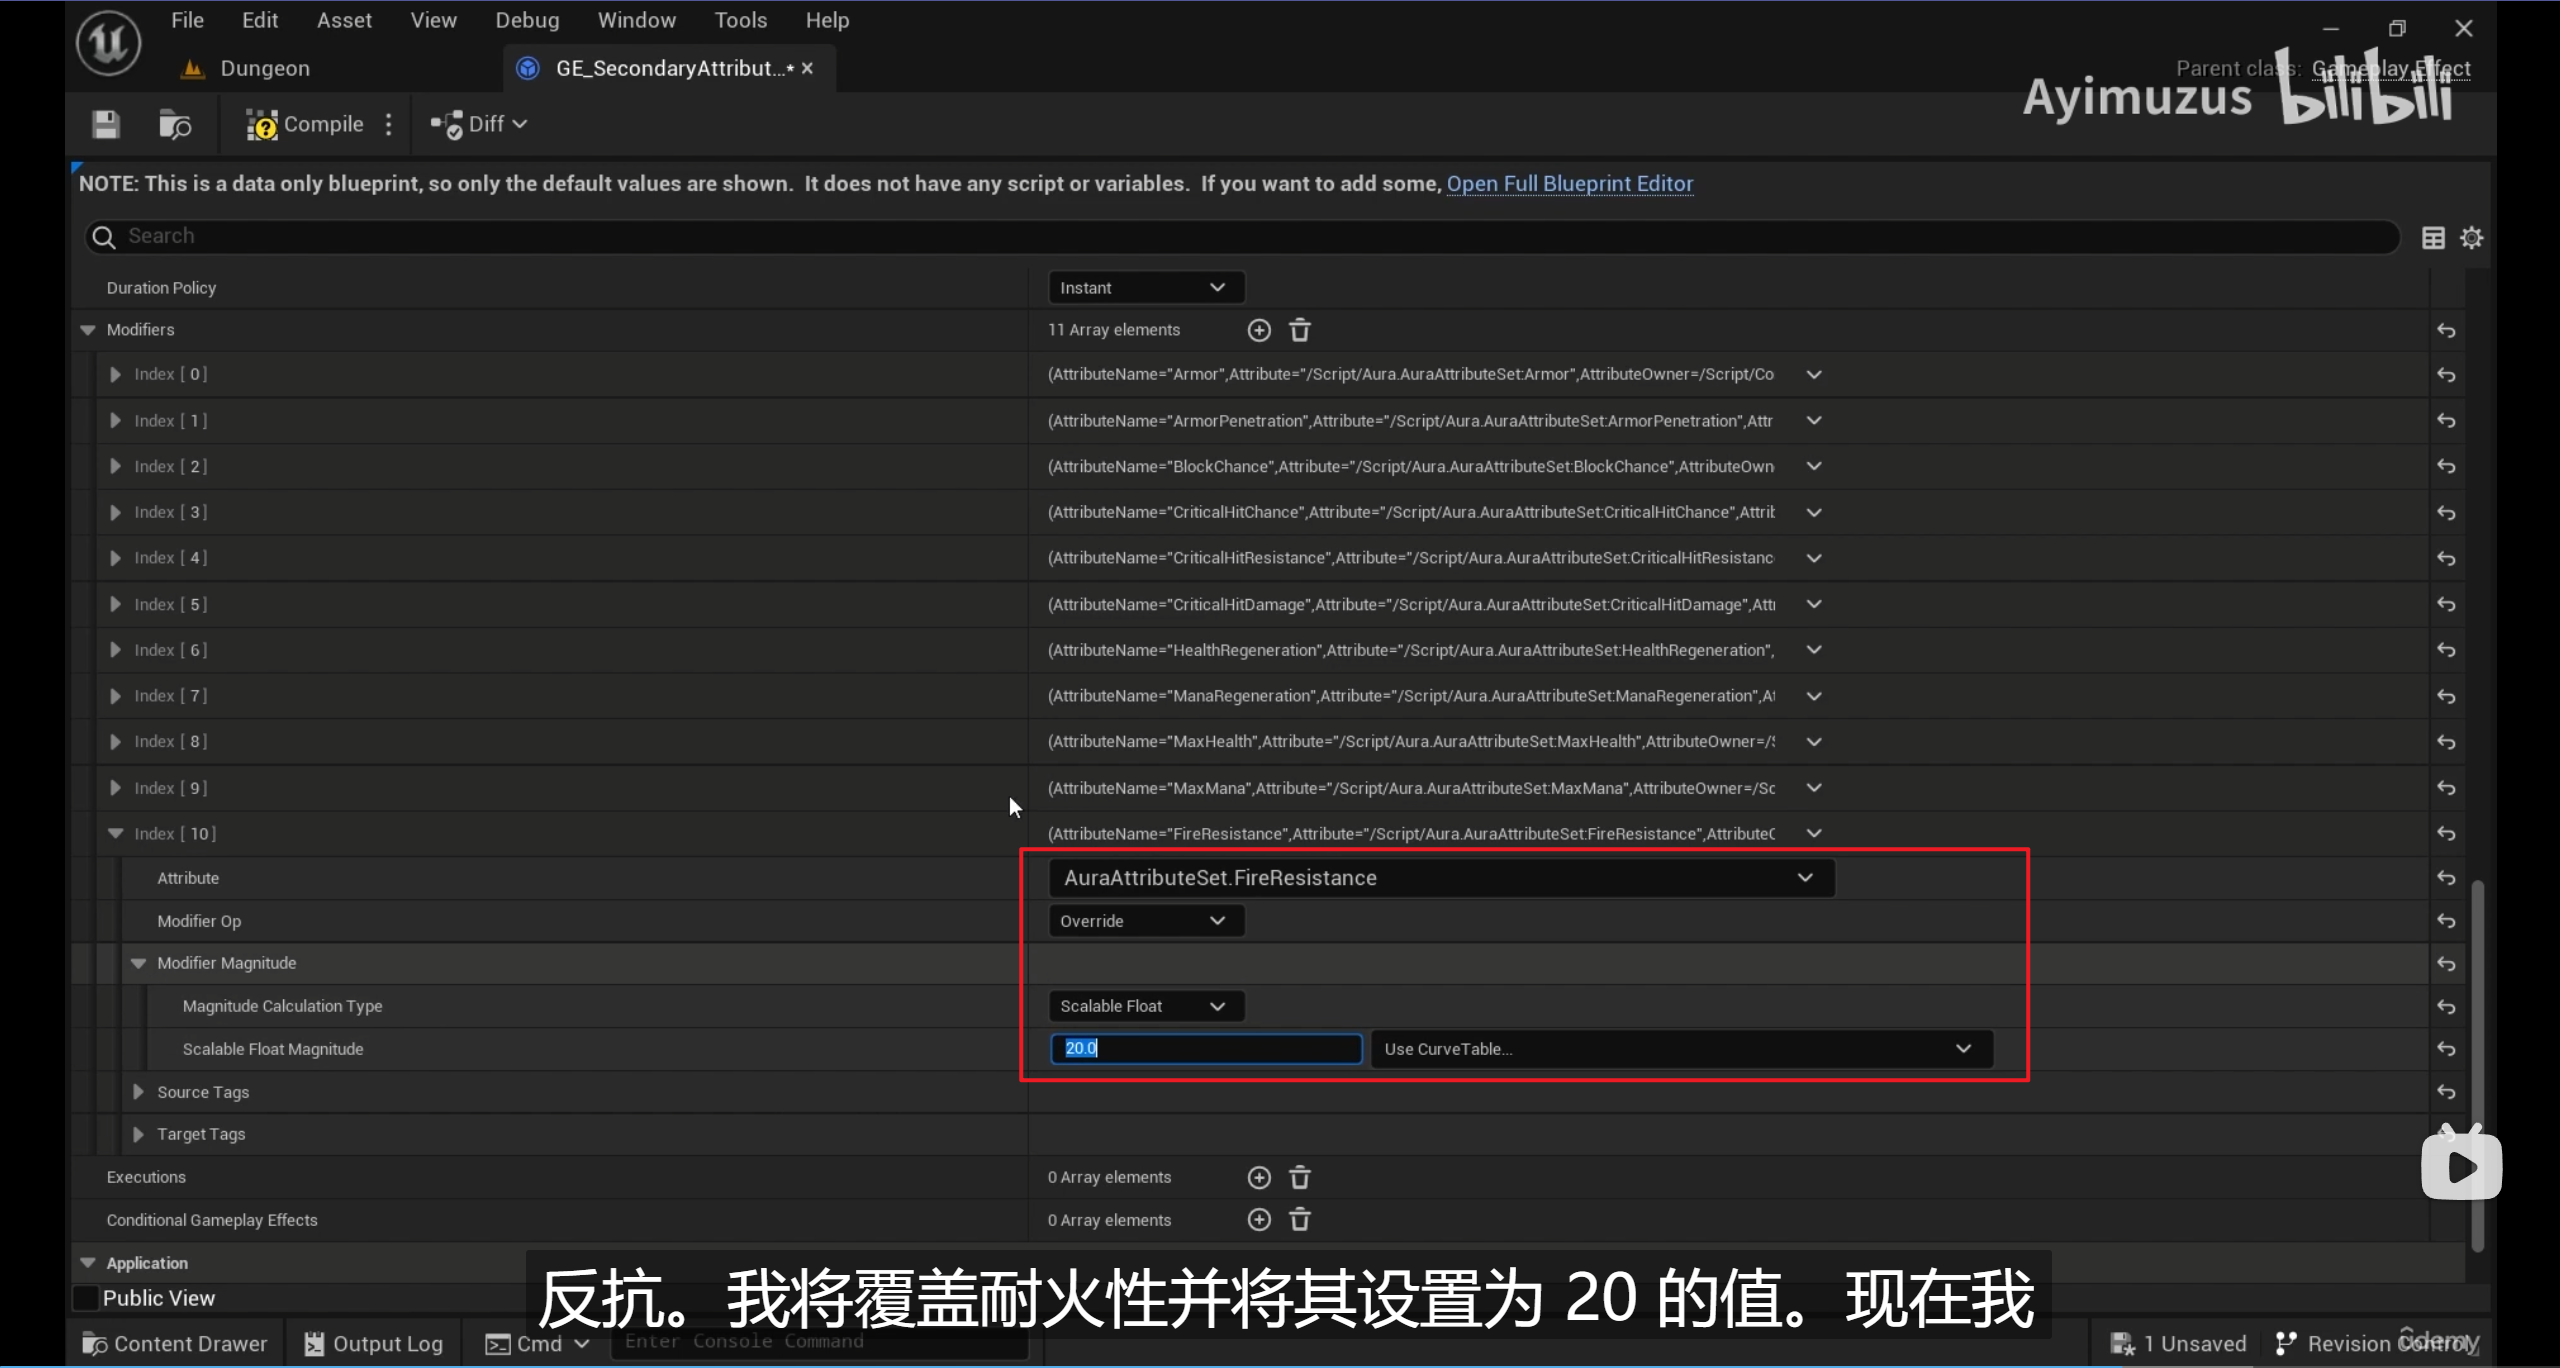 File Edit Asset View Debug Window Tools Help
Dungeon
GE_SecondaryAttribut...*
Parent class: Gameplay Effect
Ayimuzus bilibili
Compile
Diff
NOTE: This is a data only blueprint, so only the default values are shown. It does not have any script or variables. If you want to add some, Open Full Blueprint Editor
Search
Duration Policy Instant
Modifiers 11 Array elements
Index [ 0 ] (AttributeName="Armor",Attribute="/Script/Aura.AuraAttributeSet:Armor",AttributeOwner=/Script/Co
Index [ 1 ] (AttributeName="ArmorPenetration",Attribute="/Script/Aura.AuraAttributeSet:ArmorPenetration",Attr
Index [ 2 ] (AttributeName="BlockChance",Attribute="/Script/Aura.AuraAttributeSet:BlockChance",AttributeOwn
Index [ 3 ] (AttributeName="CriticalHitChance",Attribute="/Script/Aura.AuraAttributeSet:CriticalHitChance",Attrib
Index [ 4 ] (AttributeName="CriticalHitResistance",Attribute="/Script/Aura.AuraAttributeSet:CriticalHitResistanc
Index [ 5 ] (AttributeName="CriticalHitDamage",Attribute="/Script/Aura.AuraAttributeSet:CriticalHitDamage",Att
Index [ 6 ] (AttributeName="HealthRegeneration",Attribute="/Script/Aura.AuraAttributeSet:HealthRegeneration",
Index [ 7 ] (AttributeName="ManaRegeneration",Attribute="/Script/Aura.AuraAttributeSet:ManaRegeneration",At
Index [ 8 ] (AttributeName="MaxHealth",Attribute="/Script/Aura.AuraAttributeSet:MaxHealth",AttributeOwner=/S
Index [ 9 ] (AttributeName="MaxMana",Attribute="/Script/Aura.AuraAttributeSet:MaxMana",AttributeOwner=/Sc
Index [ 10 ] (AttributeName="FireResistance",Attribute="/Script/Aura.AuraAttributeSet:FireResistance",Attribute
Attribute AuraAttributeSet.FireResistance
Modifier Op Override
Modifier Magnitude
Magnitude Calculation Type Scalable Float
Scalable Float Magnitude 20.0 Use CurveTable...
Source Tags
Target Tags
Executions 0 Array elements
Conditional Gameplay Effects 0 Array elements
Application
Public View
反抗。我将覆盖耐火性并将其设置为 20 的值。现在我
Content Drawer Output Log Cmd Enter Console Command 1 Unsaved Revision Control
ûdemy